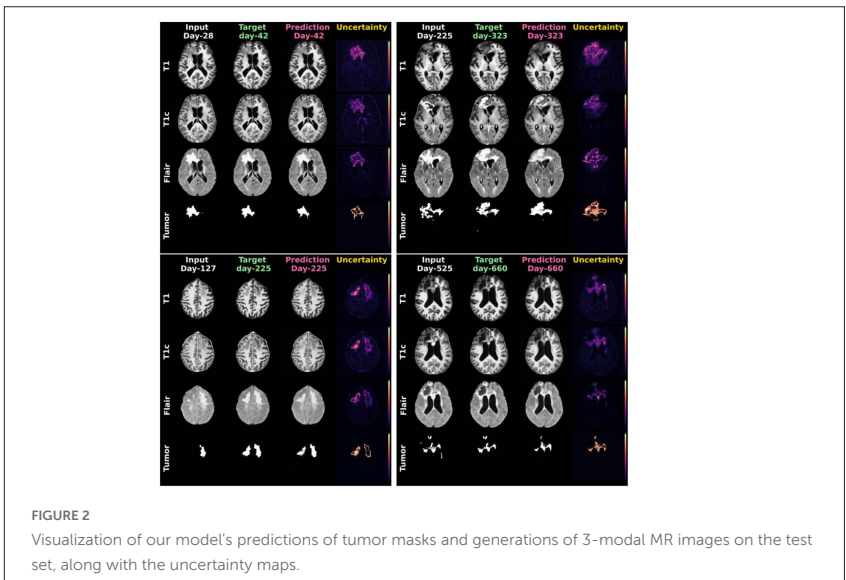 Input Target Prediction Uncertainty
Day-28 day-42 Day-42
T1
T1c
Flair
Tumor
Input Target Prediction Uncertainty
Day-225 day-323 Day-323
T1
T1c
Flair
Tumor
Input Target Prediction Uncertainty
Day-127 day-225 Day-225
T1
T1c
Flair
Tumor
Input Target Prediction Uncertainty
Day-525 day-660 Day-660
T1
T1c
Flair
Tumor
FIGURE 2
Visualization of our model's predictions of tumor masks and generations of 3-modal MR images on the test
set, along with the uncertainty maps.